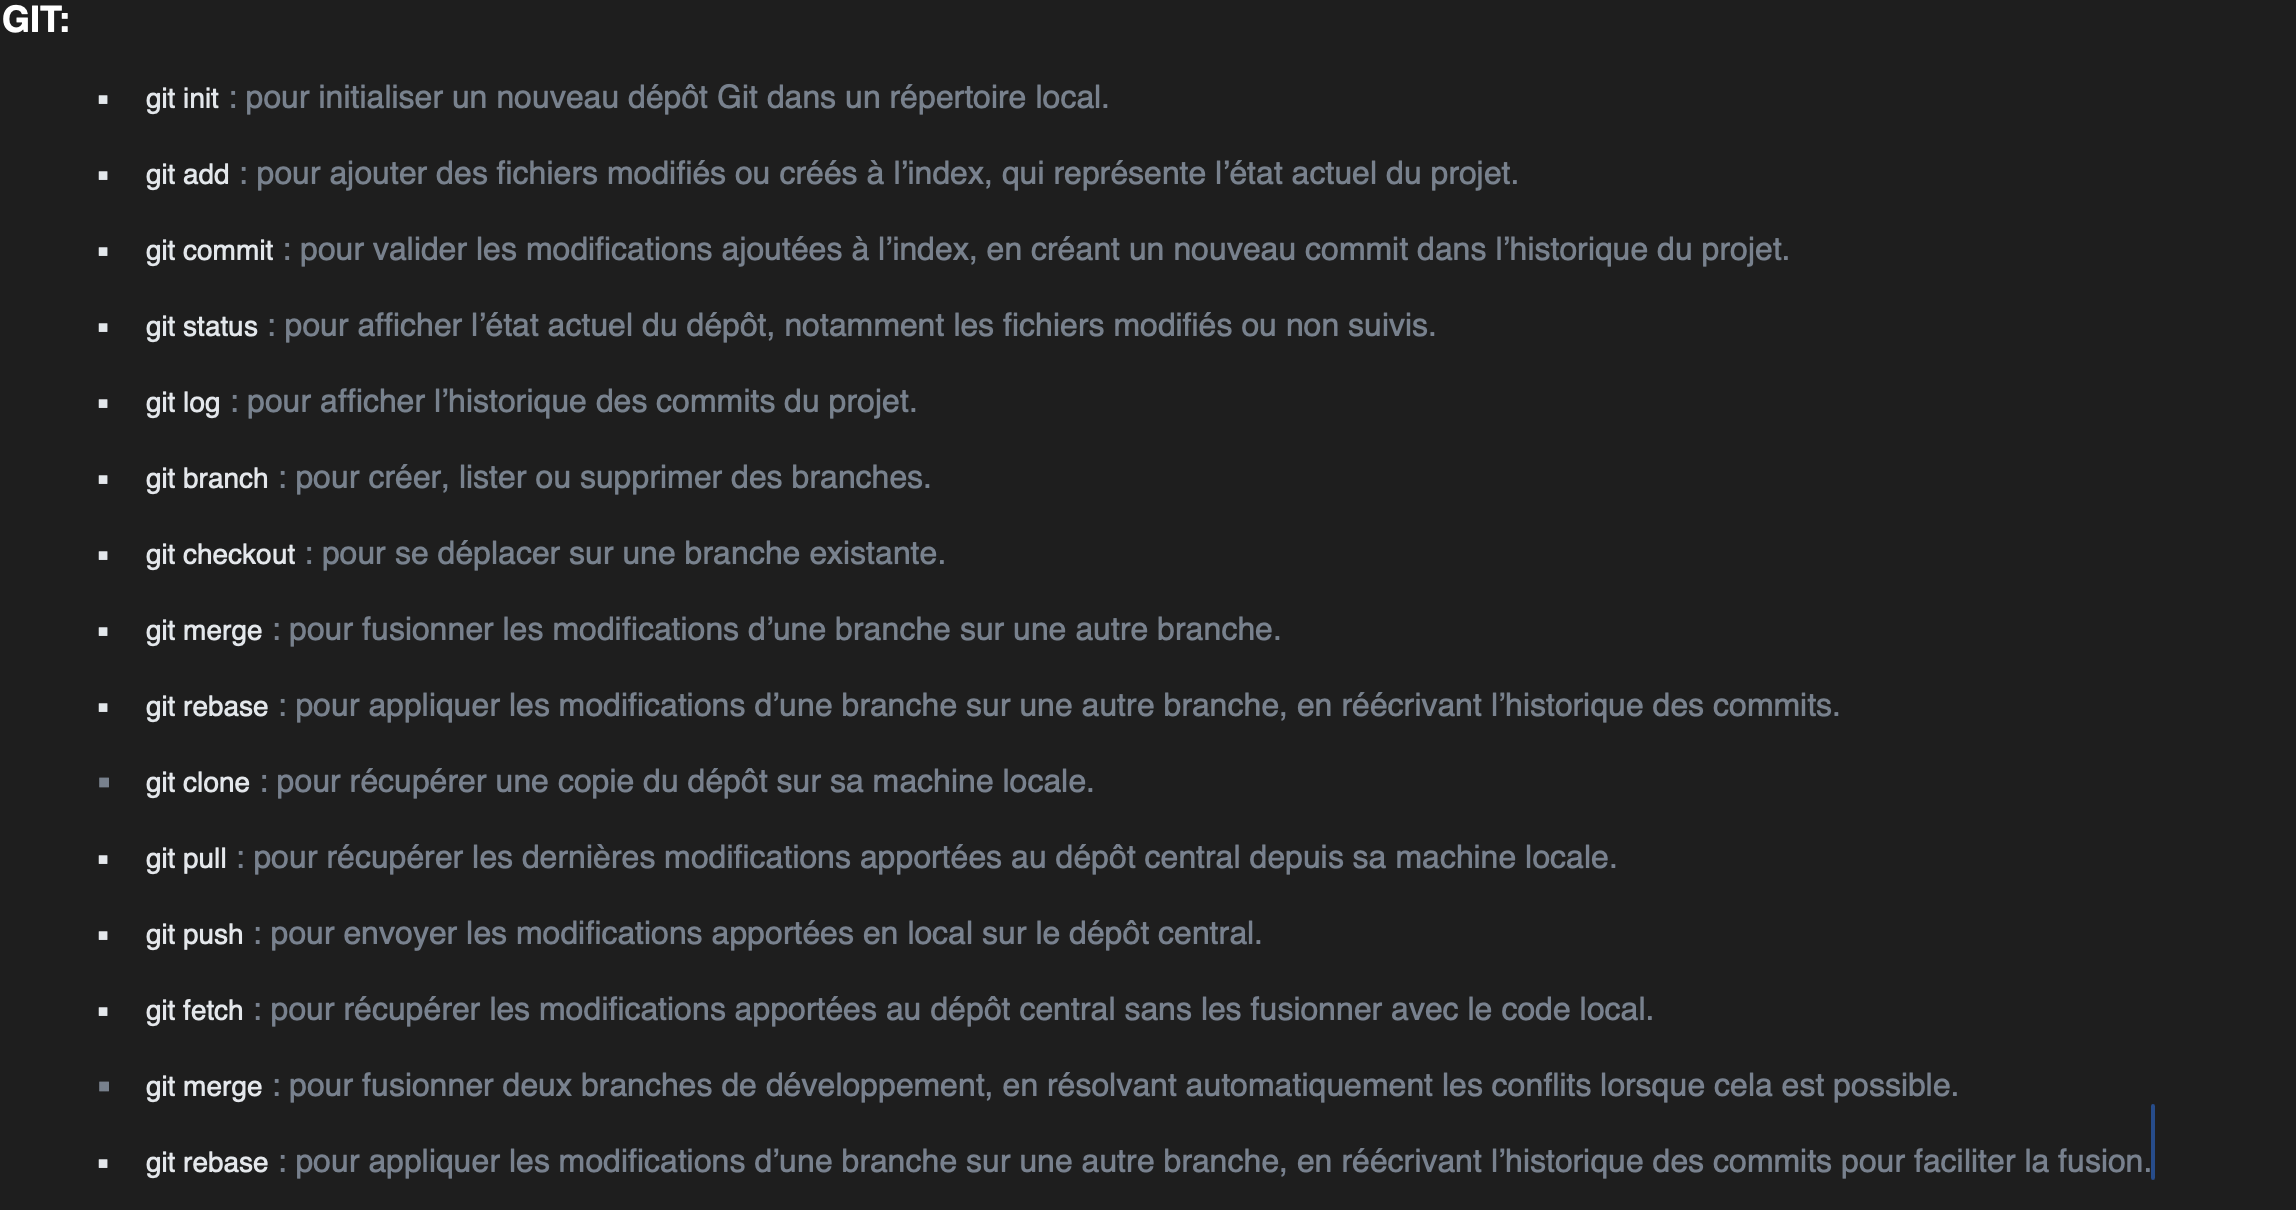 GIT:
▪ git init : pour initialiser un nouveau dépôt Git dans un répertoire local.
▪ git add : pour ajouter des fichiers modifiés ou créés à l’index, qui représente l’état actuel du projet.
▪ git commit : pour valider les modifications ajoutées à l’index, en créant un nouveau commit dans l’historique du projet.
▪ git status : pour afficher l’état actuel du dépôt, notamment les fichiers modifiés ou non suivis.
▪ git log : pour afficher l’historique des commits du projet.
▪ git branch : pour créer, lister ou supprimer des branches.
▪ git checkout : pour se déplacer sur une branche existante.
▪ git merge : pour fusionner les modifications d’une branche sur une autre branche.
▪ git rebase : pour appliquer les modifications d’une branche sur une autre branche, en réécrivant l’historique des commits.
▪ git clone : pour récupérer une copie du dépôt sur sa machine locale.
▪ git pull : pour récupérer les dernières modifications apportées au dépôt central depuis sa machine locale.
▪ git push : pour envoyer les modifications apportées en local sur le dépôt central.
▪ git fetch : pour récupérer les modifications apportées au dépôt central sans les fusionner avec le code local.
▪ git merge : pour fusionner deux branches de développement, en résolvant automatiquement les conflits lorsque cela est possible.
▪ git rebase : pour appliquer les modifications d’une branche sur une autre branche, en réécrivant l’historique des commits pour faciliter la fusion.